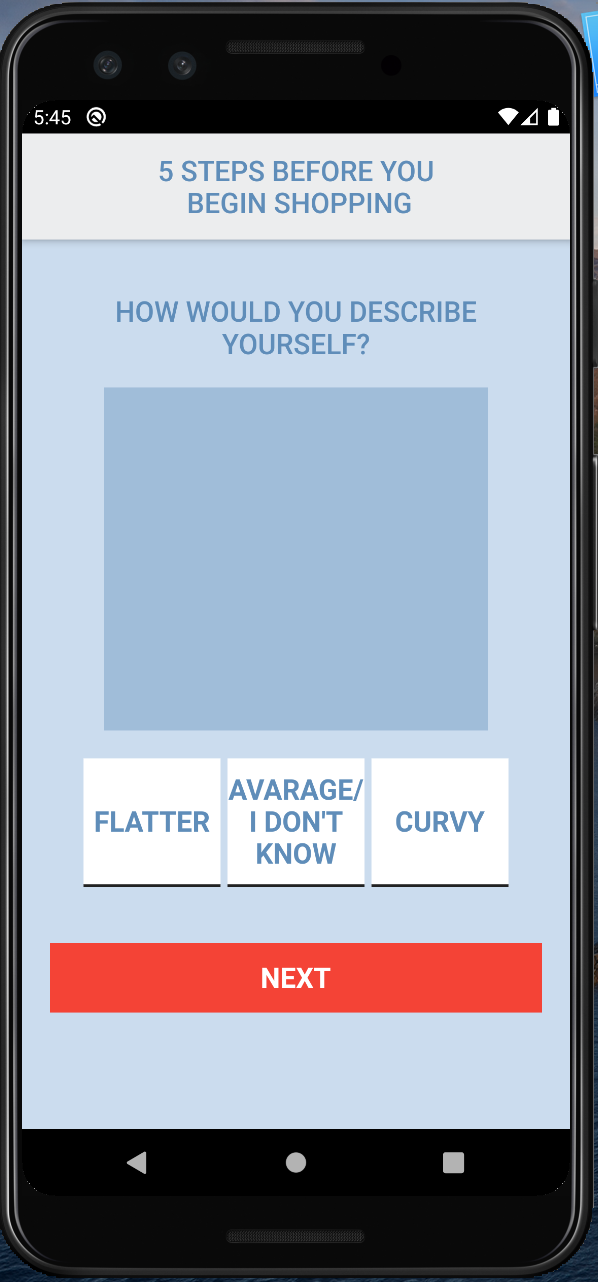 5:45
5 STEPS BEFORE YOU
BEGIN SHOPPING
HOW WOULD YOU DESCRIBE
YOURSELF?
FLATTER
AVARAGE/
I DON'T
KNOW
CURVY
NEXT